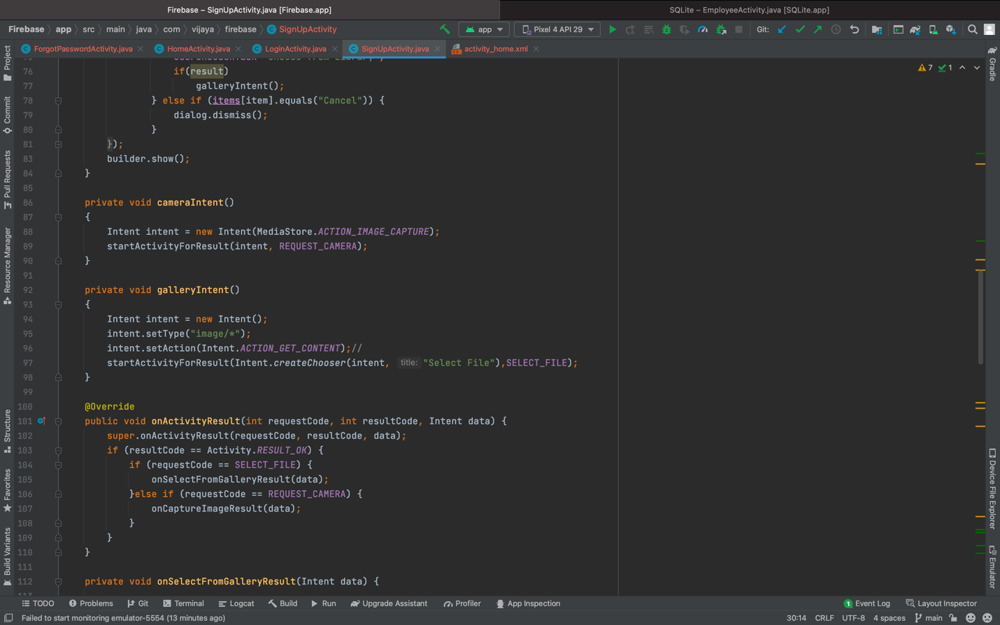 Firebase – SignUpActivity.java [Firebase.app]
SQLite – EmployeeActivity.java [SQLite.app]
Firebase app src main java com vijaya firebase SignUpActivity
app Pixel 4 API 29 Git:
ForgotPasswordActivity.java HomeActivity.java LoginActivity.java SignUpActivity.java activity_home.xml
7 1
76 if(result)
77 galleryIntent();
78 } else if (items[item].equals("Cancel")) {
79 dialog.dismiss();
80 }
81 });
83 builder.show();
84 }
85
86 private void cameraIntent()
87 {
88 Intent intent = new Intent(MediaStore.ACTION_IMAGE_CAPTURE);
89 startActivityForResult(intent, REQUEST_CAMERA);
90 }
91
92 private void galleryIntent()
93 {
94 Intent intent = new Intent();
95 intent.setType("image/*");
96 intent.setAction(Intent.ACTION_GET_CONTENT);//
97 startActivityForResult(Intent.createChooser(intent, title: "Select File"),SELECT_FILE);
98 }
99
100 @Override
101 public void onActivityResult(int requestCode, int resultCode, Intent data) {
102 super.onActivityResult(requestCode, resultCode, data);
103 if (resultCode == Activity.RESULT_OK) {
104 if (requestCode == SELECT_FILE) {
105 onSelectFromGalleryResult(data);
106 }else if (requestCode == REQUEST_CAMERA) {
107 onCaptureImageResult(data);
108 }
109 }
110 }
111
112 private void onSelectFromGalleryResult(Intent data) {
Project
Commit
Pull Requests
Resource Manager
Structure
Favorites
Build Variants
Gradle
Device File Explorer
Emulator
TODO Problems Git Terminal Logcat Build Run Upgrade Assistant Profiler App Inspection 1 Event Log Layout Inspector
Failed to start monitoring emulator-5554 (13 minutes ago) 30:14 CRLF UTF-8 4 spaces main